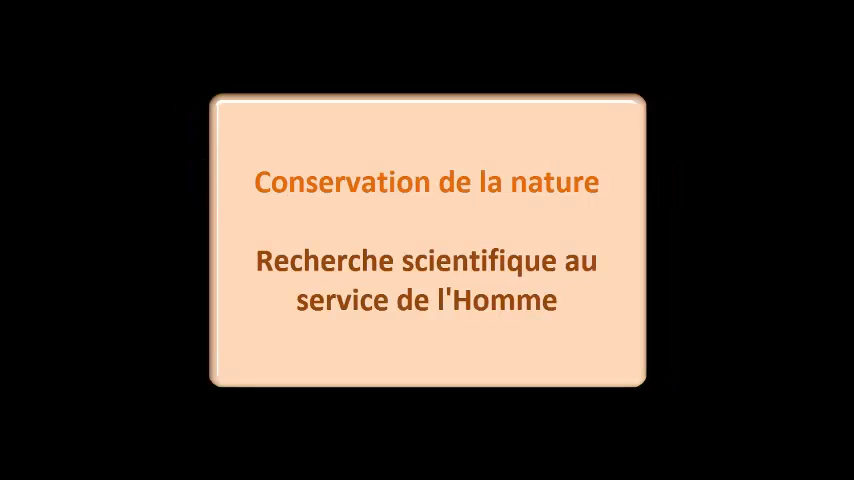 Conservation de la nature
Recherche scientifique au
service de l'Homme